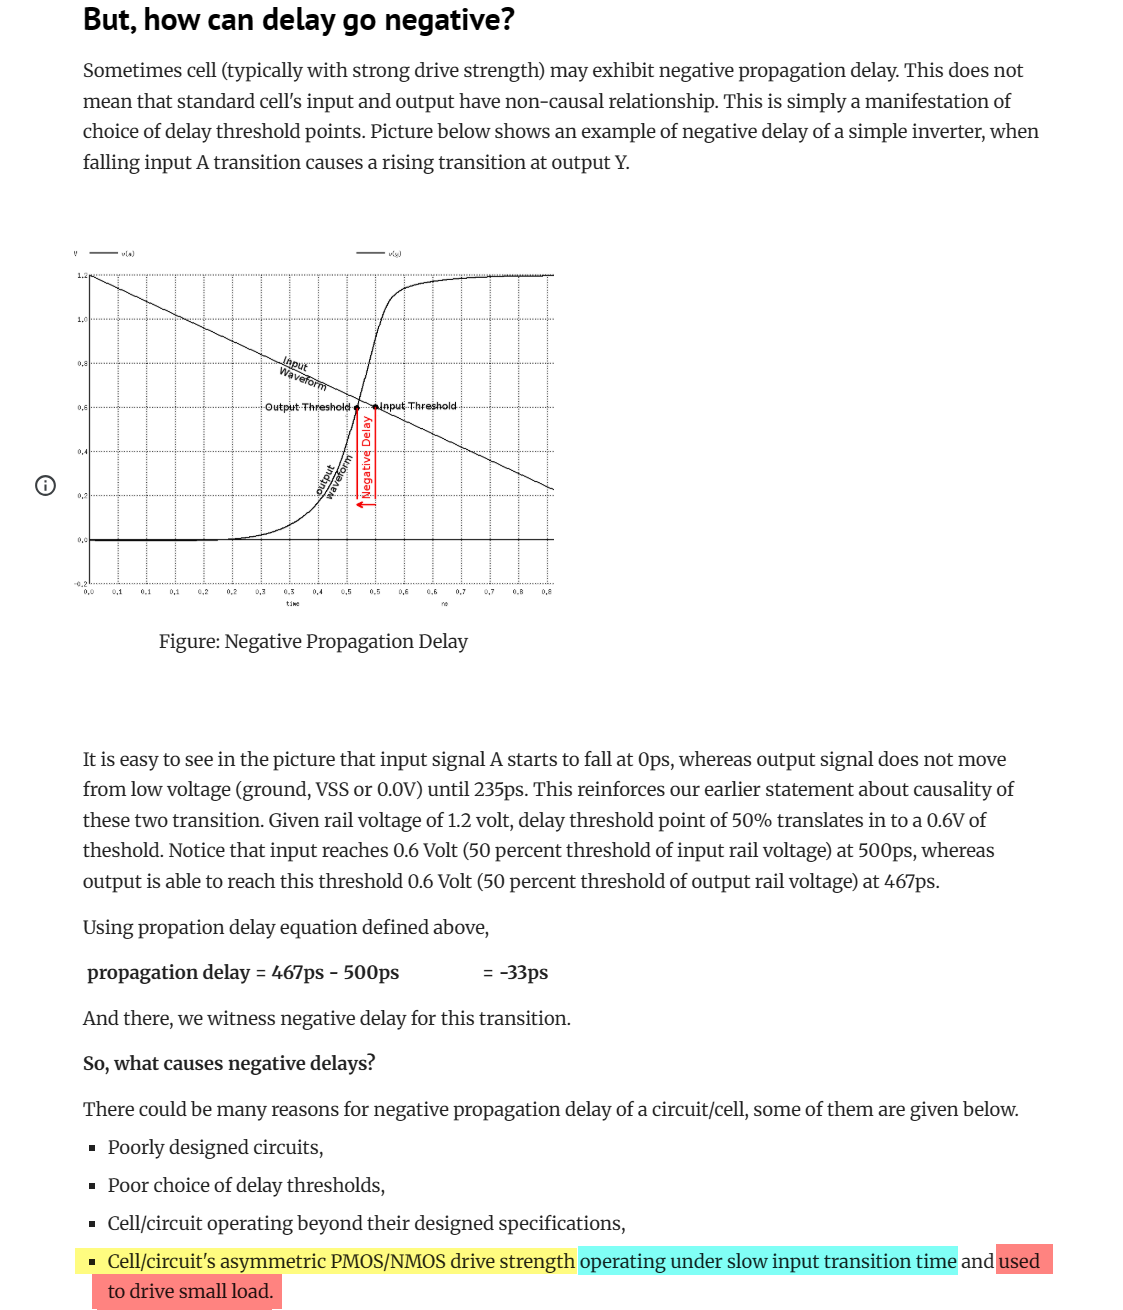 But, how can delay go negative?
Sometimes cell (typically with strong drive strength) may exhibit negative propagation delay. This does not
mean that standard cell's input and output have non-causal relationship. This is simply a manifestation of
choice of delay threshold points. Picture below shows an example of negative delay of a simple inverter, when
falling input A transition causes a rising transition at output Y.
V v(a) v(y)
1.2
1.0
0.8
0.6
0.4
0.2
0.0
-0.2
Input
Waveform
Output Threshold
Input Threshold
Negative Delay
output
waveform
0.0 0.1 0.1 0.1 0.2 0.2 0.3 0.3 0.4 0.5 0.5 0.6 0.6 0.7 0.7 0.8 0.8
time ns
Figure: Negative Propagation Delay
It is easy to see in the picture that input signal A starts to fall at 0ps, whereas output signal does not move
from low voltage (ground, VSS or 0.0V) until 235ps. This reinforces our earlier statement about causality of
these two transition. Given rail voltage of 1.2 volt, delay threshold point of 50% translates in to a 0.6V of
theshold. Notice that input reaches 0.6 Volt (50 percent threshold of input rail voltage) at 500ps, whereas
output is able to reach this threshold 0.6 Volt (50 percent threshold of output rail voltage) at 467ps.
Using propation delay equation defined above,
propagation delay = 467ps - 500ps = -33ps
And there, we witness negative delay for this transition.
So, what causes negative delays?
There could be many reasons for negative propagation delay of a circuit/cell, some of them are given below.
▪ Poorly designed circuits,
▪ Poor choice of delay thresholds,
▪ Cell/circuit operating beyond their designed specifications,
▪ Cell/circuit's asymmetric PMOS/NMOS drive strength operating under slow input transition time and used
to drive small load.